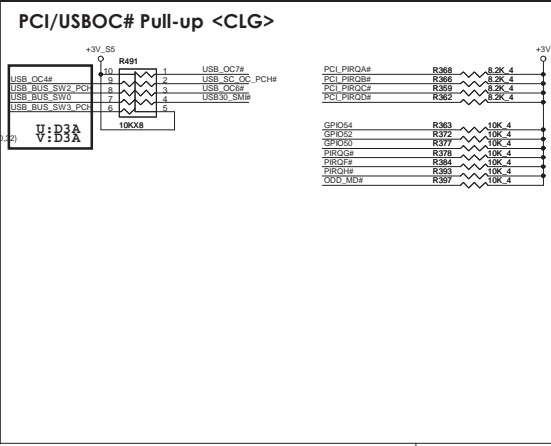 PCI/USBOC# Pull-up <CLG>
+3V_S5
R491
10 1 USB_OC7#
USB_OC4# 9 2 USB_SC_OC_PCH#
USB_BUS_SW2_PCH 8 3 USB_OC6#
USB_BUS_SW0 7 4 USB30_SMI#
USB_BUS_SW3_PCH 6 5
10KX8
U:D3A
V:D3A
0,32}
+3V
PCI_PIRQA# R368 8.2K_4
PCI_PIRQB# R366 8.2K_4
PCI_PIRQC# R359 8.2K_4
PCI_PIRQD# R362 8.2K_4
GPIO54 R363 10K_4
GPIO52 R372 10K_4
GPIO50 R377 10K_4
PIRQG# R378 10K_4
PIRQF# R384 10K_4
PIRQH# R393 10K_4
ODD_MD# R397 10K_4